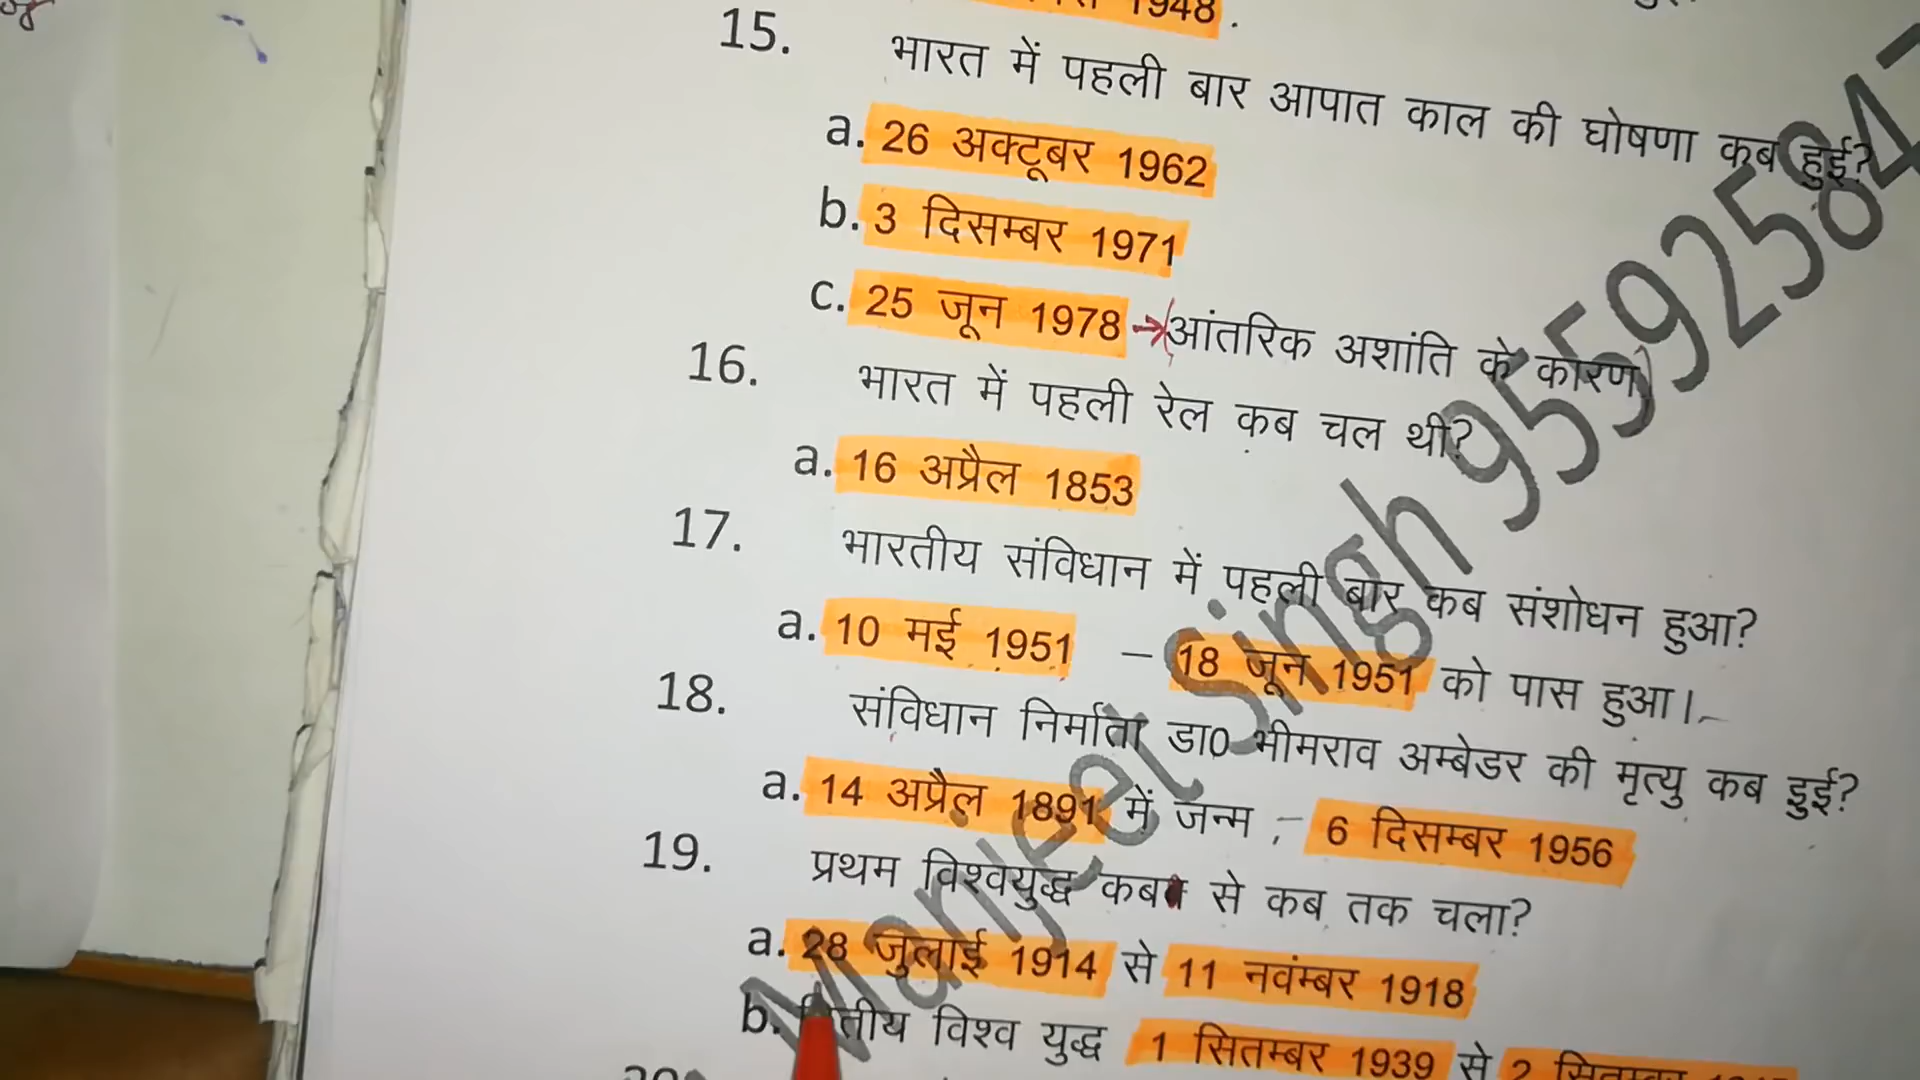 1948.
15. भारत में पहली बार आपात काल की घोषणा कब हुई?
a. 26 अक्टूबर 1962
b. 3 दिसम्बर 1971
c. 25 जून 1978 → (आंतरिक अशांति के कारण)
16. भारत में पहली रेल कब चल थी?
a. 16 अप्रैल 1853
17. भारतीय संविधान में पहली बार कब संशोधन हुआ?
a. 10 मई 1951 – 18 जून 1951 को पास हुआ।
18. संविधान निर्माता डा0 भीमराव अम्बेडर की मृत्यु कब हुई?
a. 14 अप्रैल 1891 में जन्म – 6 दिसम्बर 1956
19. प्रथम विश्वयुद्ध कब से कब तक चला?
a. 28 जुलाई 1914 से 11 नवंम्बर 1918
b. विश्व युद्ध 1 सितम्बर 1939 से 2
Manjeet Singh 9592584